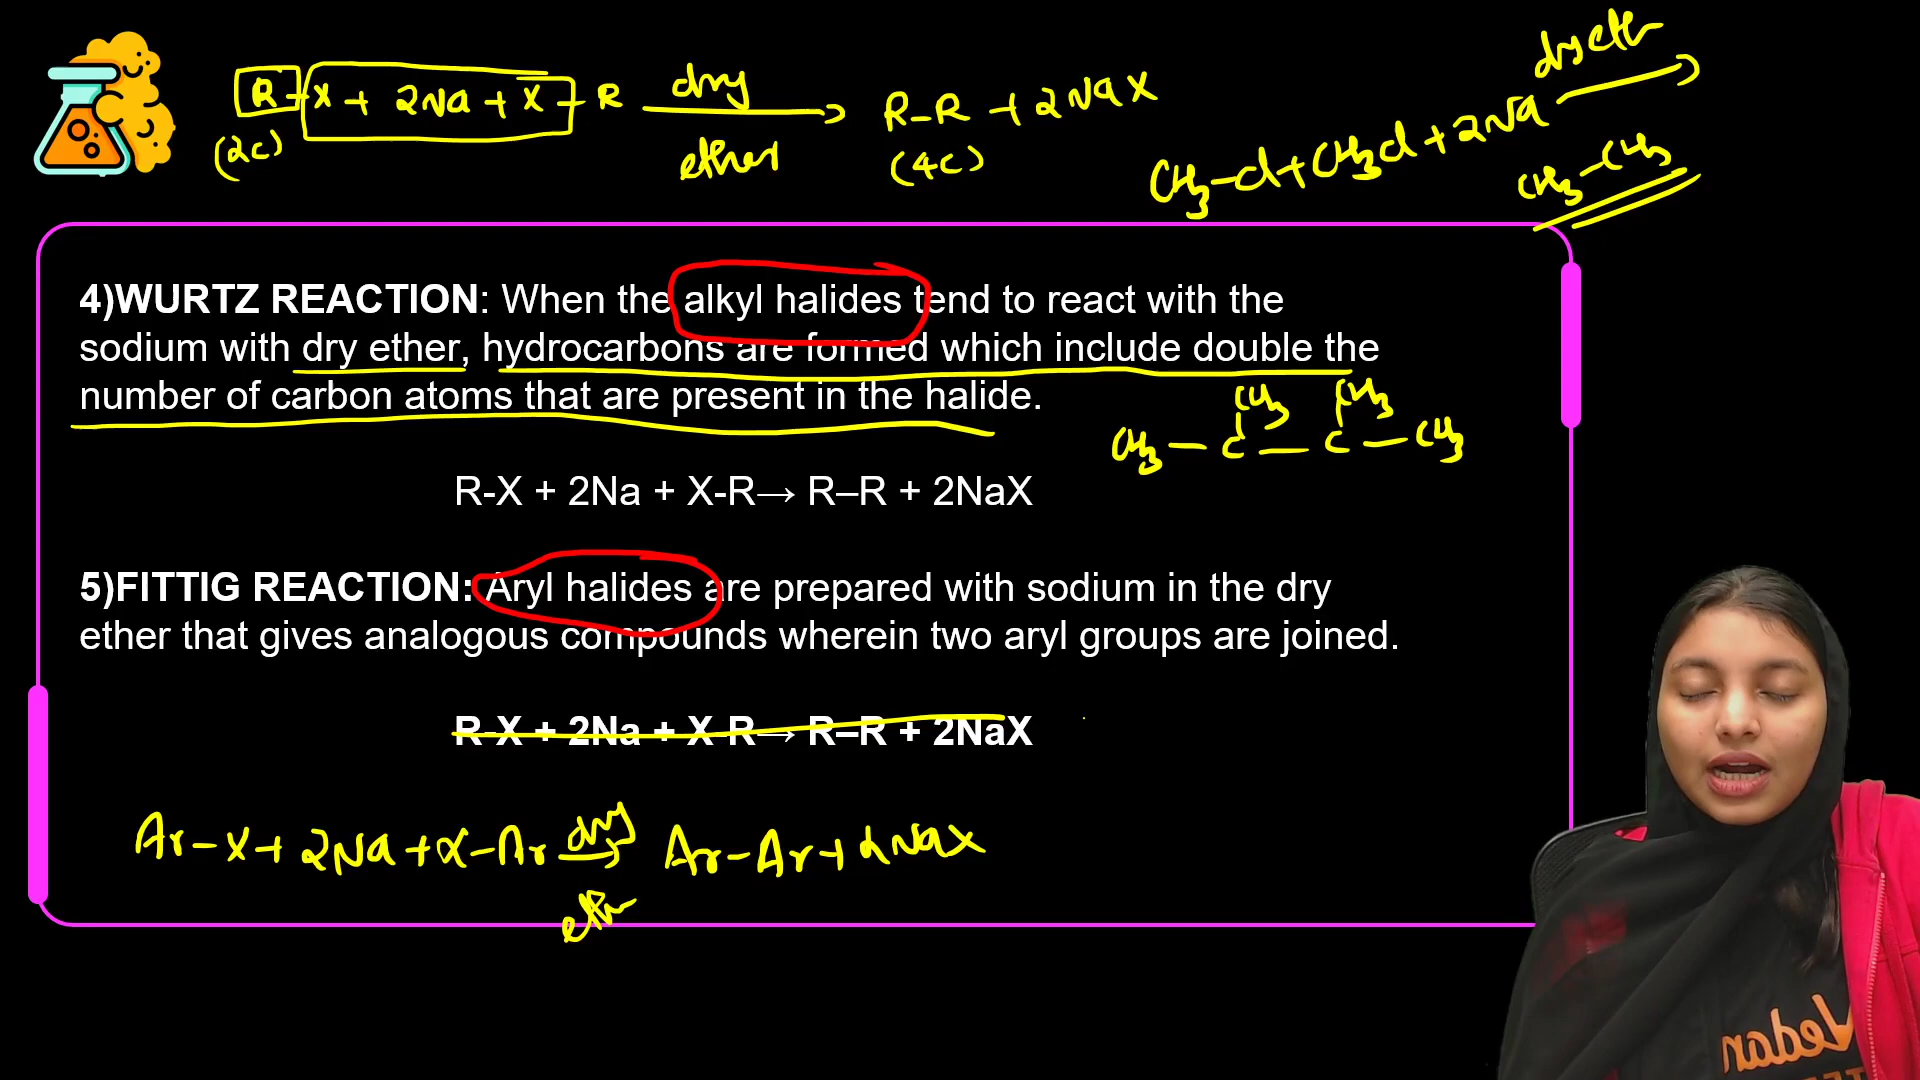 R-X + 2Na + X-R dry ether → R-R + 2NaX
(2C)
(4C)
CH3-Cl + CH3Cl + 2Na dry eth →
CH3-CH3
4)WURTZ REACTION: When the alkyl halides tend to react with the
sodium with dry ether, hydrocarbons are formed which include double the
number of carbon atoms that are present in the halide.
CH3 CH3
CH3 — C — C — CH3
R-X + 2Na + X-R→ R–R + 2NaX
5)FITTIG REACTION: Aryl halides are prepared with sodium in the dry
ether that gives analogous compounds wherein two aryl groups are joined.
R-X + 2Na + X-R→ R–R + 2NaX
Ar-X + 2Na + X-Ar dry eth → Ar-Ar + 2NaX
Vedan